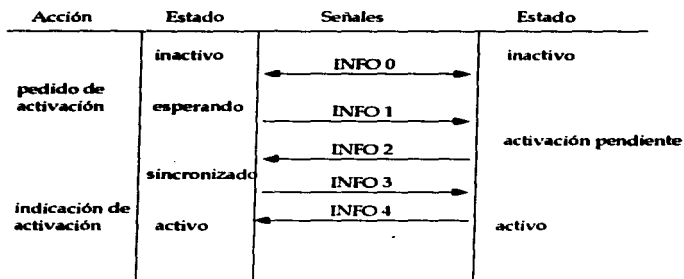 Acción Estado Señales Estado
inactivo INFO 0 inactivo
pedido de
activación esperando INFO 1
INFO 2 activación pendiente
sincronizado INFO 3
indicación de INFO 4
activación activo activo